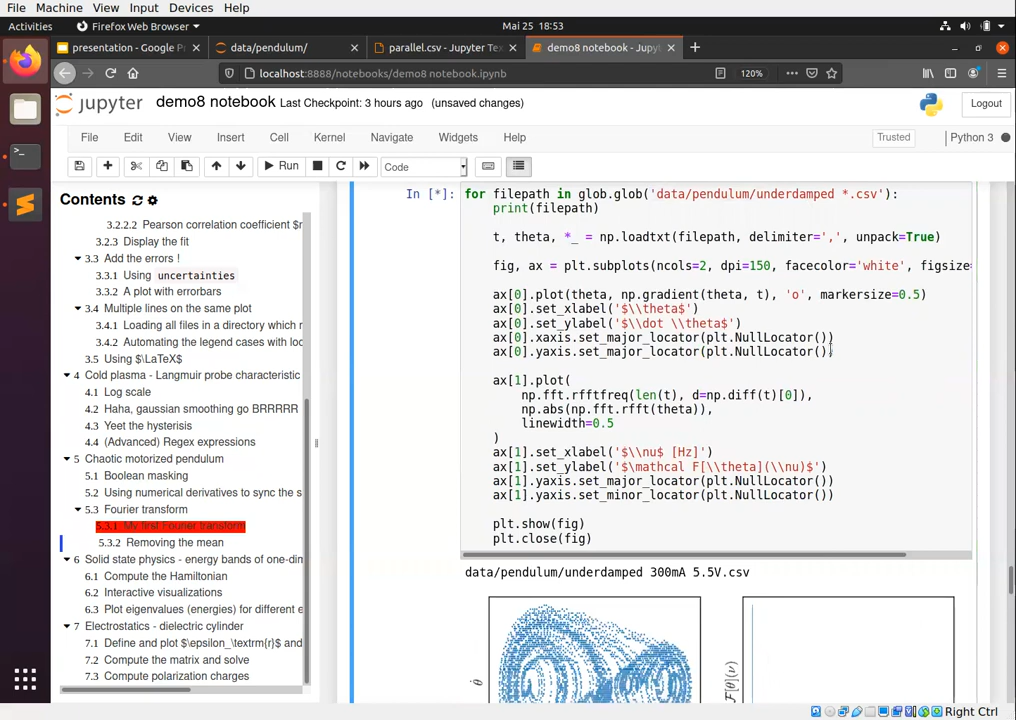 File Machine View Input Devices Help
Activities Firefox Web Browser Mai 25 18:53
presentation - Google P data/pendulum/ parallel.csv - Jupyter Te demo8 notebook - Jupy
localhost:8888/notebooks/demo8 notebook.ipynb 120%
jupyter demo8 notebook Last Checkpoint: 3 hours ago (unsaved changes) Logout
File Edit View Insert Cell Kernel Navigate Widgets Help Trusted Python 3
Run Code
Contents
3.2.2.2 Pearson correlation coefficient $r
3.2.3 Display the fit
3.3 Add the errors !
3.3.1 Using uncertainties
3.3.2 A plot with errorbars
3.4 Multiple lines on the same plot
3.4.1 Loading all files in a directory which r
3.4.2 Automating the legend cases with loc
3.5 Using $\LaTeX$
4 Cold plasma - Langmuir probe characteristic
4.1 Log scale
4.2 Haha, gaussian smoothing go BRRRRR
4.3 Yeet the hysterisis
4.4 (Advanced) Regex expressions
5 Chaotic motorized pendulum
5.1 Boolean masking
5.2 Using numerical derivatives to sync the s
5.3 Fourier transform
5.3.1 My first Fourier transform
5.3.2 Removing the mean
6 Solid state physics - energy bands of one-din
6.1 Compute the Hamiltonian
6.2 Interactive visualizations
6.3 Plot eigenvalues (energies) for different e
7 Electrostatics - dielectric cylinder
7.1 Define and plot $\epsilon_\textrm{r}$ and
7.2 Compute the matrix and solve
7.3 Compute polarization charges
In [*]: for filepath in glob.glob('data/pendulum/underdamped *.csv'):
print(filepath)
t, theta, *_ = np.loadtxt(filepath, delimiter=',', unpack=True)
fig, ax = plt.subplots(ncols=2, dpi=150, facecolor='white', figsize=
ax[0].plot(theta, np.gradient(theta, t), 'o', markersize=0.5)
ax[0].set_xlabel('$\\theta$')
ax[0].set_ylabel('$\\dot \\theta$')
ax[0].xaxis.set_major_locator(plt.NullLocator())
ax[0].yaxis.set_major_locator(plt.NullLocator())
ax[1].plot(
np.fft.rfftfreq(len(t), d=np.diff(t)[0]),
np.abs(np.fft.rfft(theta)),
linewidth=0.5
)
ax[1].set_xlabel('$\\nu$ [Hz]')
ax[1].set_ylabel('$\mathcal F[\\theta](\\nu)$')
ax[1].yaxis.set_major_locator(plt.NullLocator())
ax[1].yaxis.set_minor_locator(plt.NullLocator())
plt.show(fig)
plt.close(fig)
data/pendulum/underdamped 300mA 5.5V.csv
θ̇
ℱ[θ](ν)
Right Ctrl